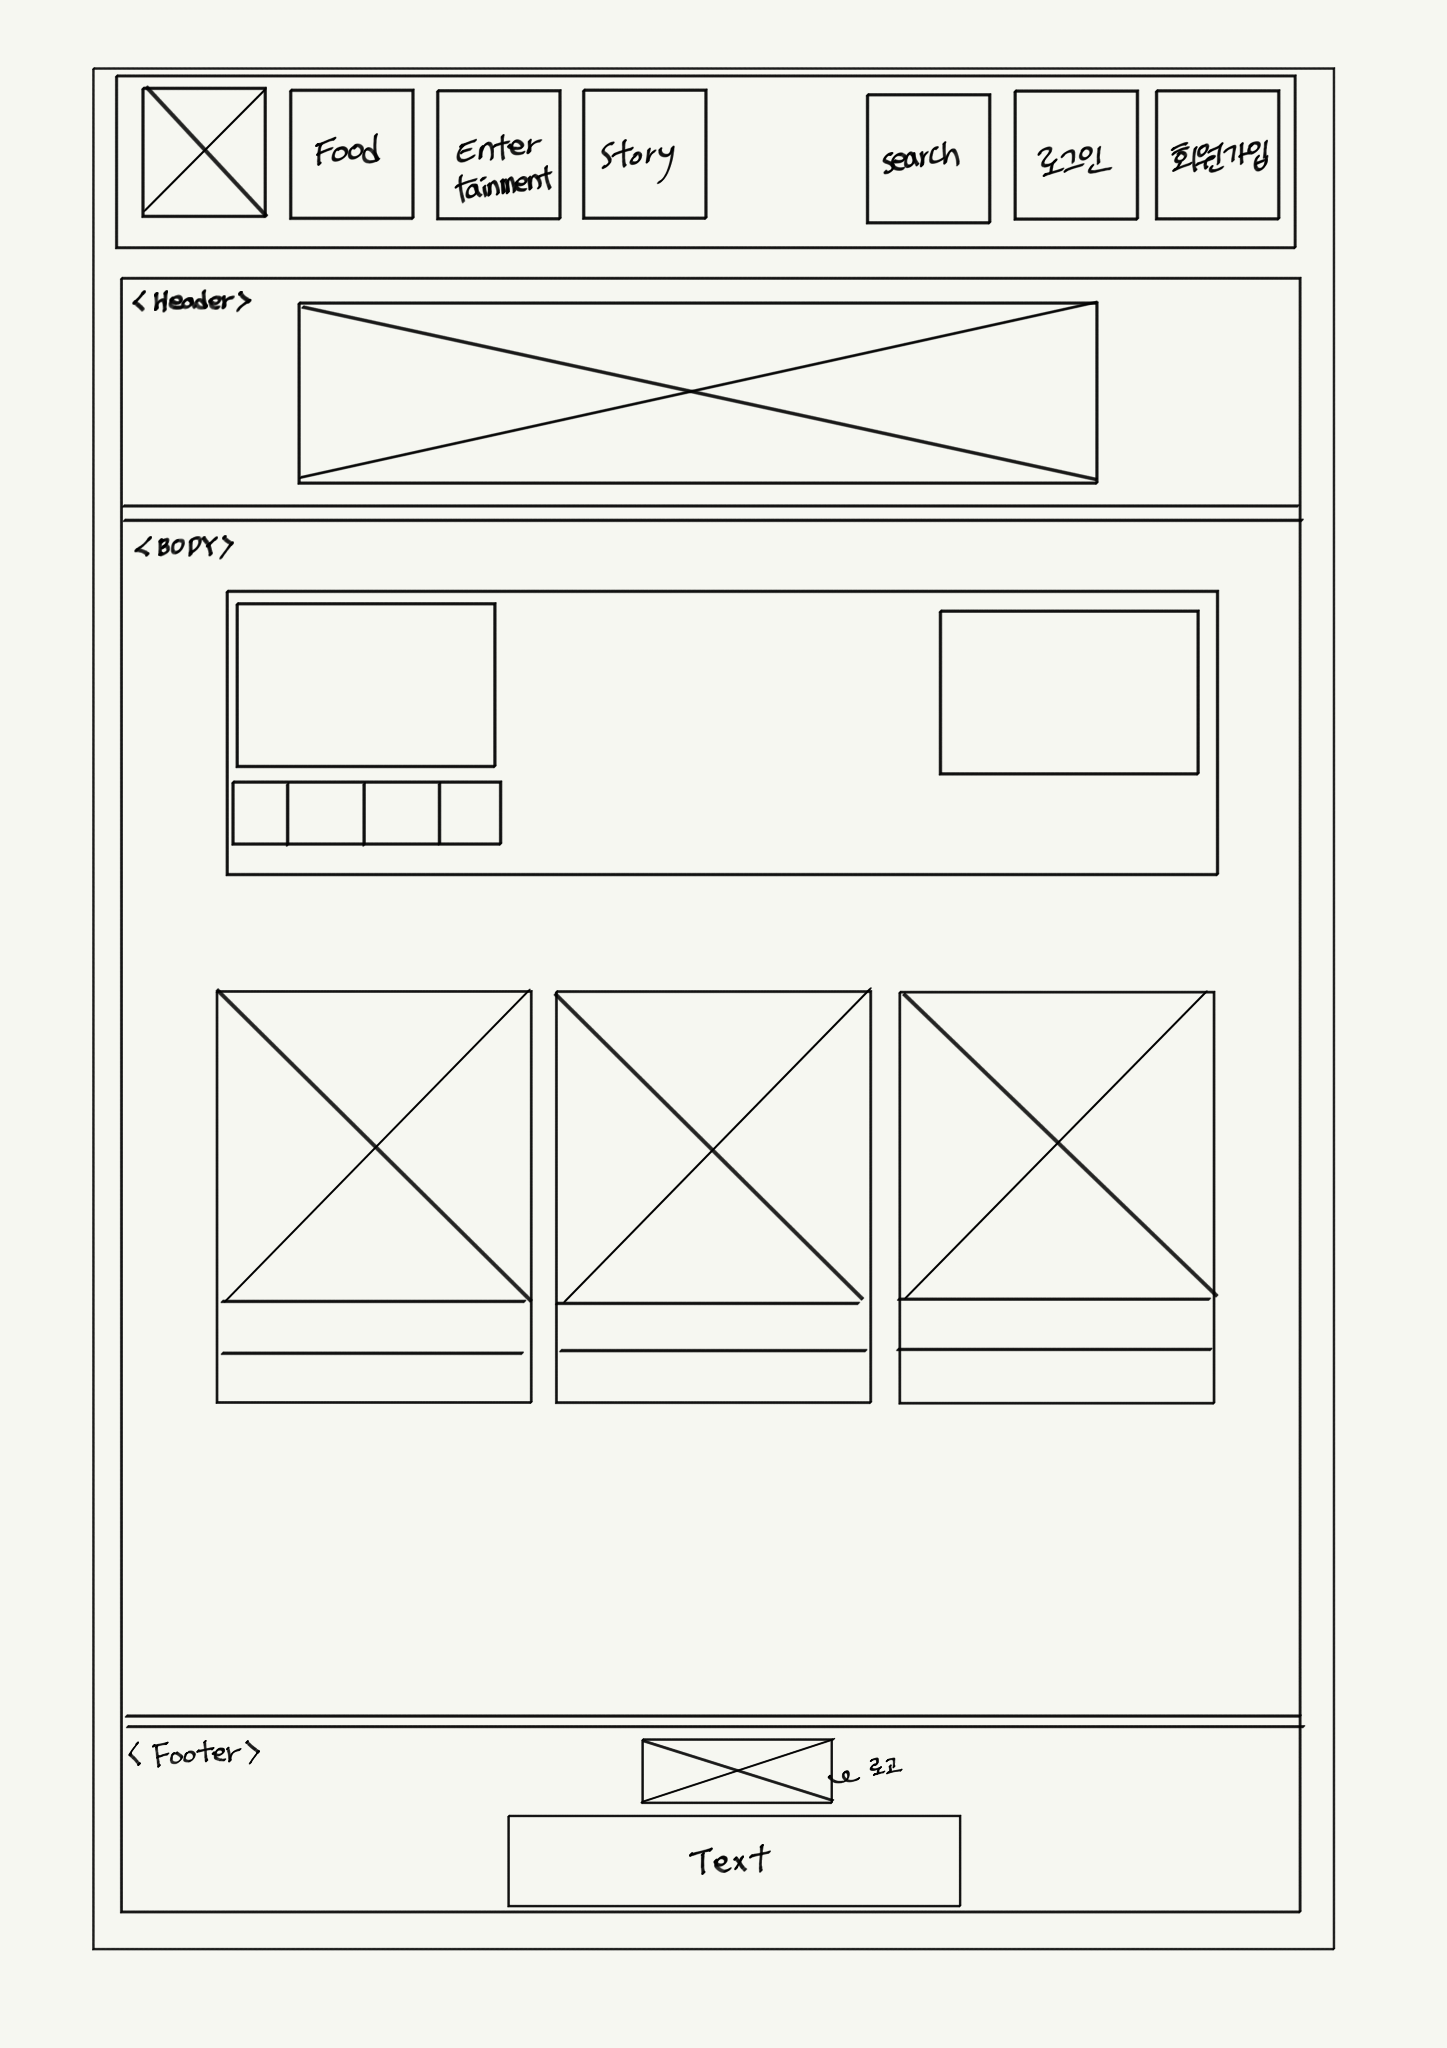 Food
Enter
tainment
Story
search
로그인
회원가입
<Header>
<BODY>
<Footer>
로고
Text